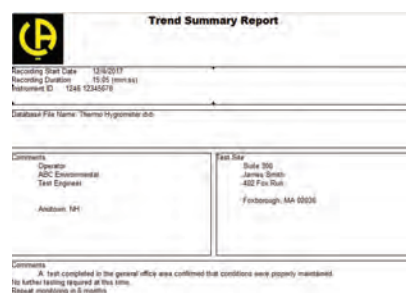 Trend Summary Report
Recording Start Date 12/6/2017
Recording Duration 15:05 (mm:ss)
Instrument ID 1246 12345678
Database File Name: Thermo Hygrometer.dvb
Comments
Operator
ABC Environmental
Test Engineer
Anytown, NH
Test Site
Suite 300
James Smith
402 Fox Run
Foxborough, MA 02035
Comments
A test completed in the general office area confirmed that conditions were properly maintained.
No further testing required at this time.
Repeat monitoring in 6 months.